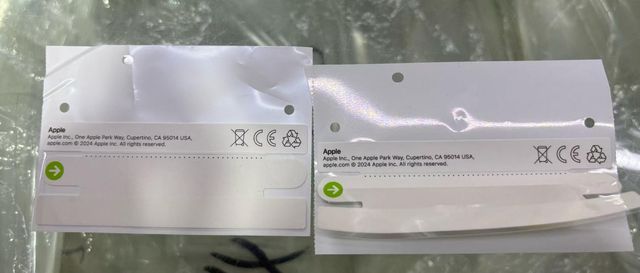 Apple
Apple Inc., One Apple Park Way, Cupertino, CA 95014 USA,
apple.com © 2024 Apple Inc. All rights reserved.
CE
Apple
Apple Inc., One Apple Park Way, Cupertino, CA 95014 USA,
apple.com © 2024 Apple Inc. All rights reserved.
CE